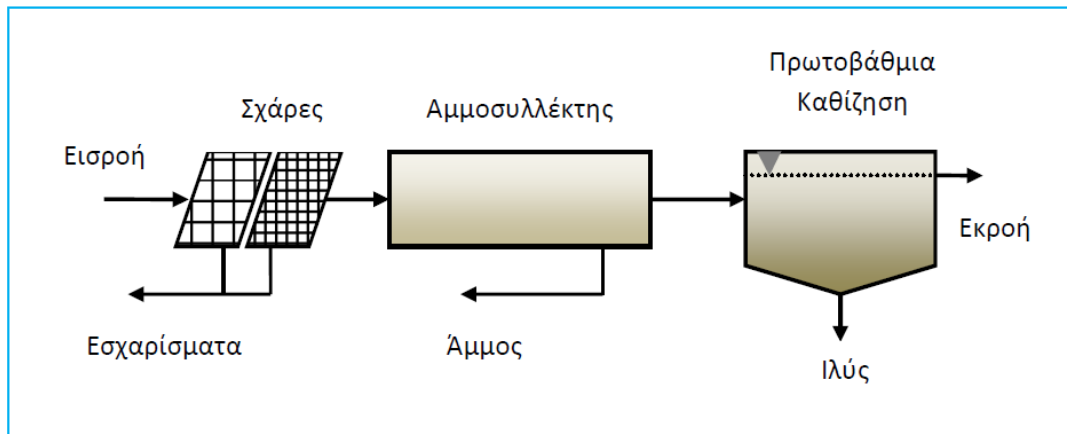 Πρωτοβάθμια
Καθίζηση
Σχάρες
Αμμοσυλλέκτης
Εισροή
Εκροή
Εσχαρίσματα
Άμμος
Ιλύς